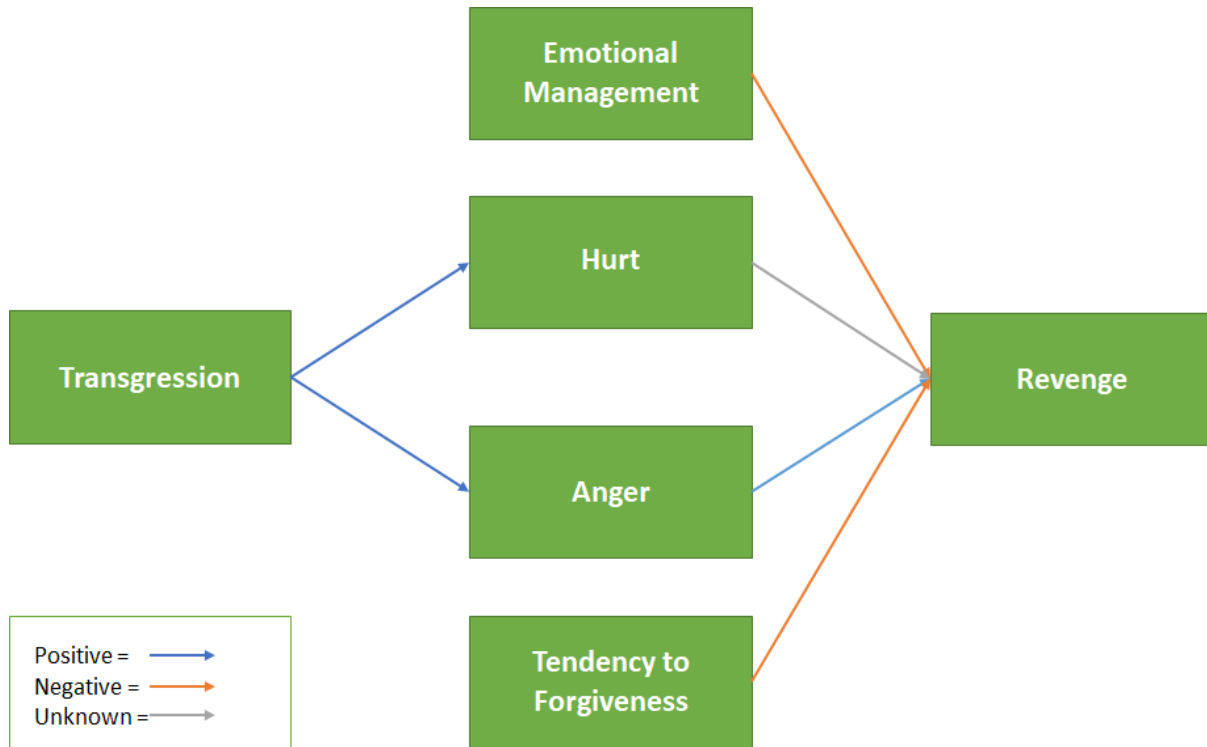 Emotional
Management
Hurt
Transgression
Revenge
Anger
Tendency to
Forgiveness
Positive =
Negative =
Unknown =